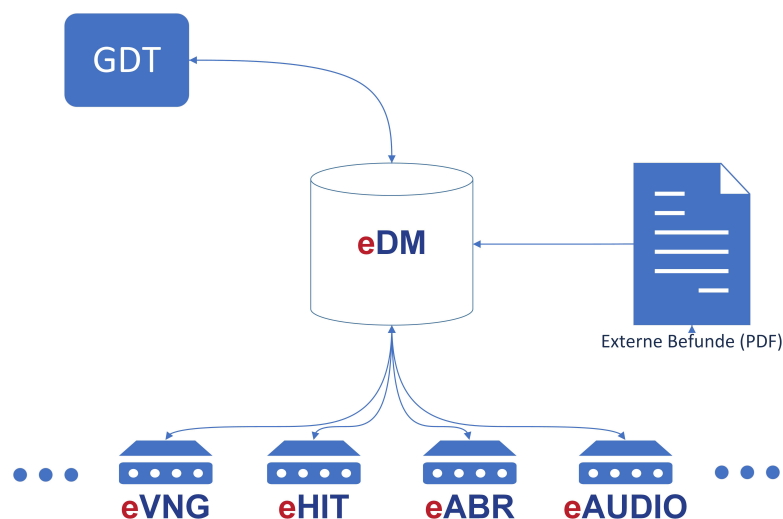 GDT
eDM
Externe Befunde (PDF)
eVNG
eHIT
eABR
eAUDIO